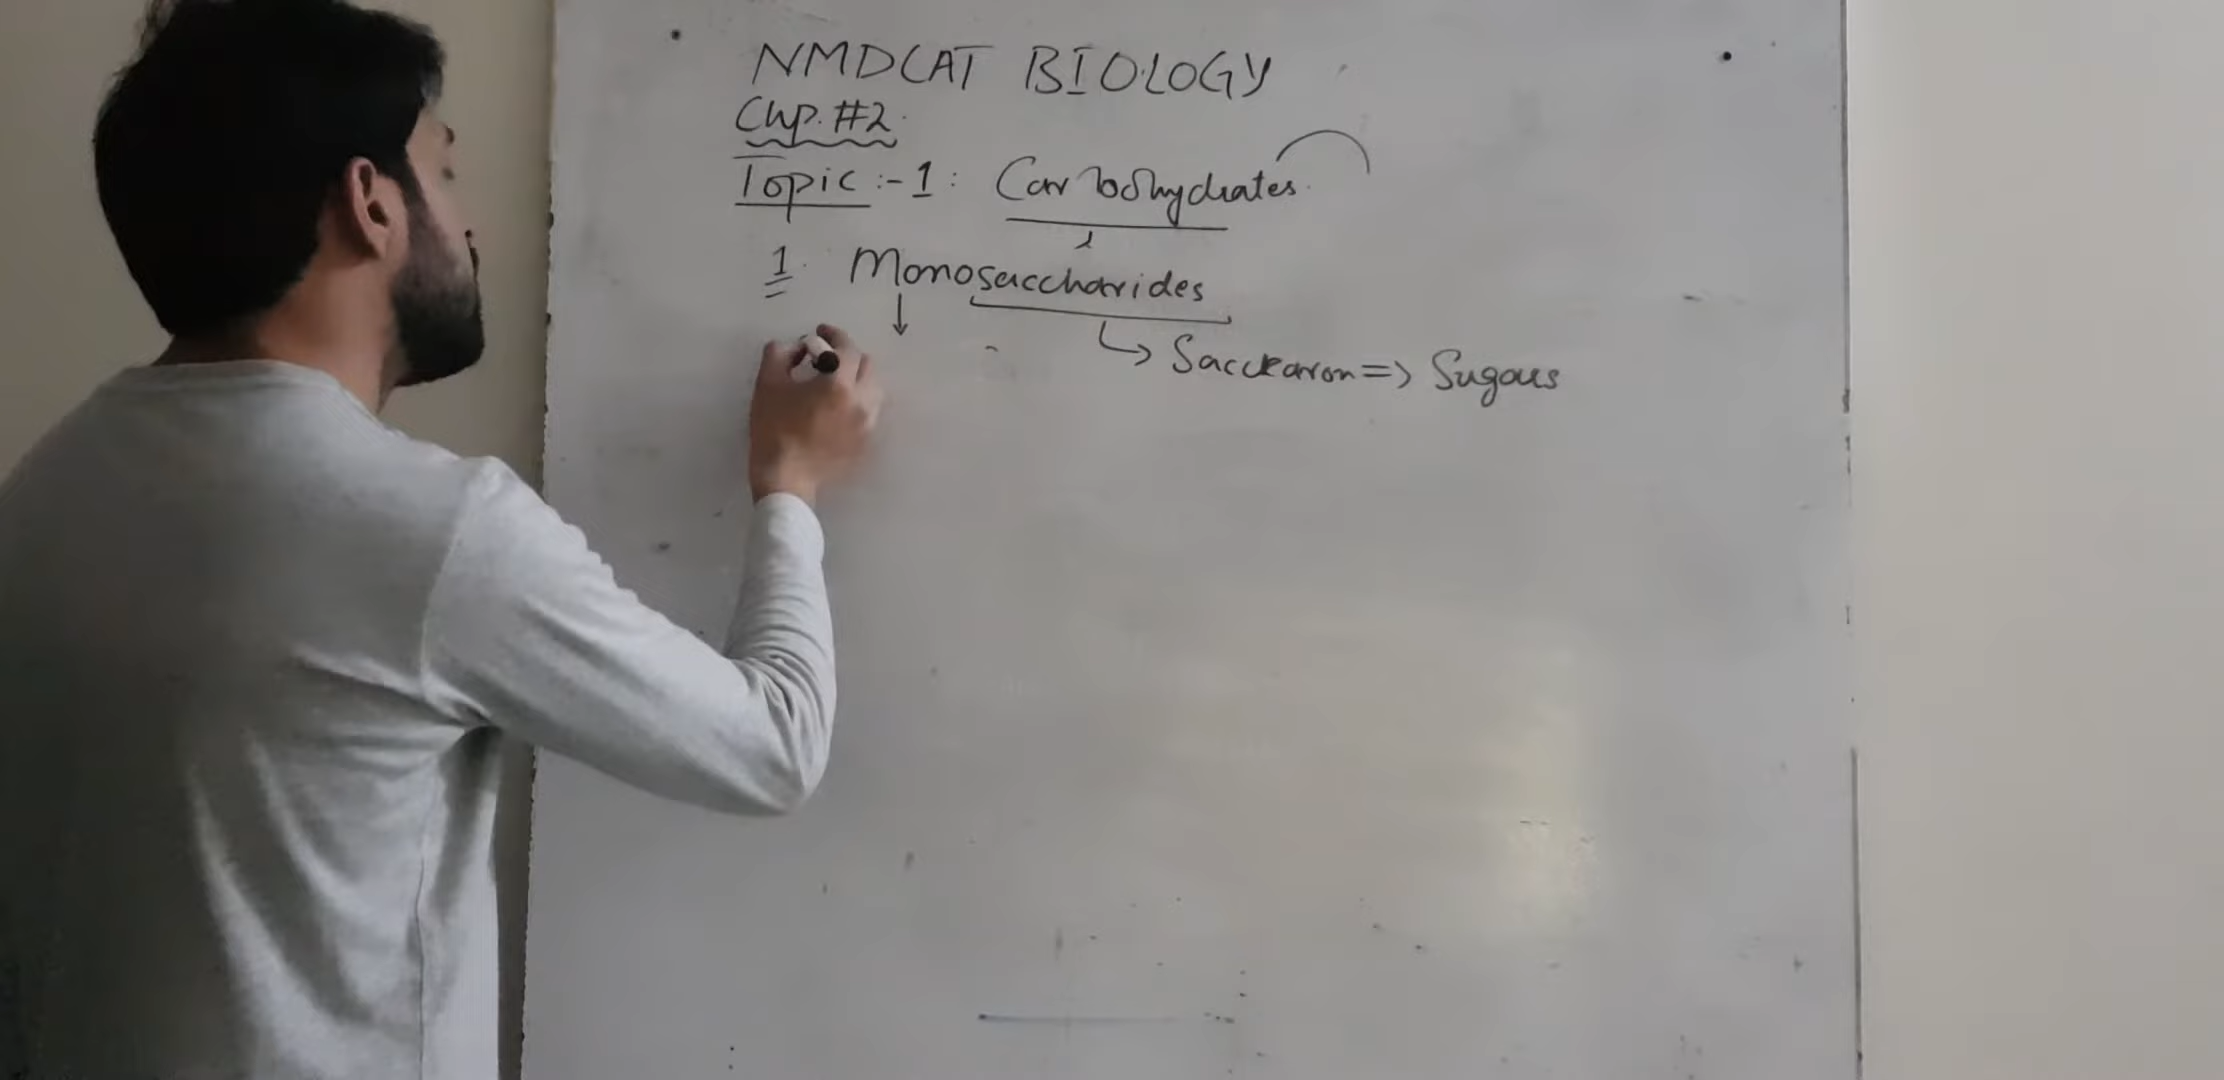 NMDCAT BIOLOGY
Chp. #2.
Topic :- 1 : Carbohydrates.
1. Monosaccharides
↓ ↳ Saccharon => Sugars